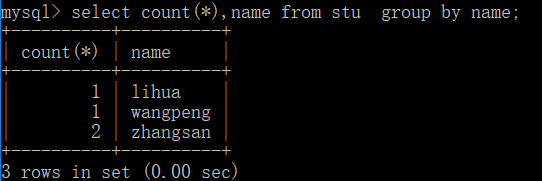 mysql> select count(*),name from stu  group by name;
+----------+----------+
| count(*) | name     |
+----------+----------+
|        1 | lihua    |
|        1 | wangpeng |
|        2 | zhangsan |
+----------+----------+
3 rows in set (0.00 sec)